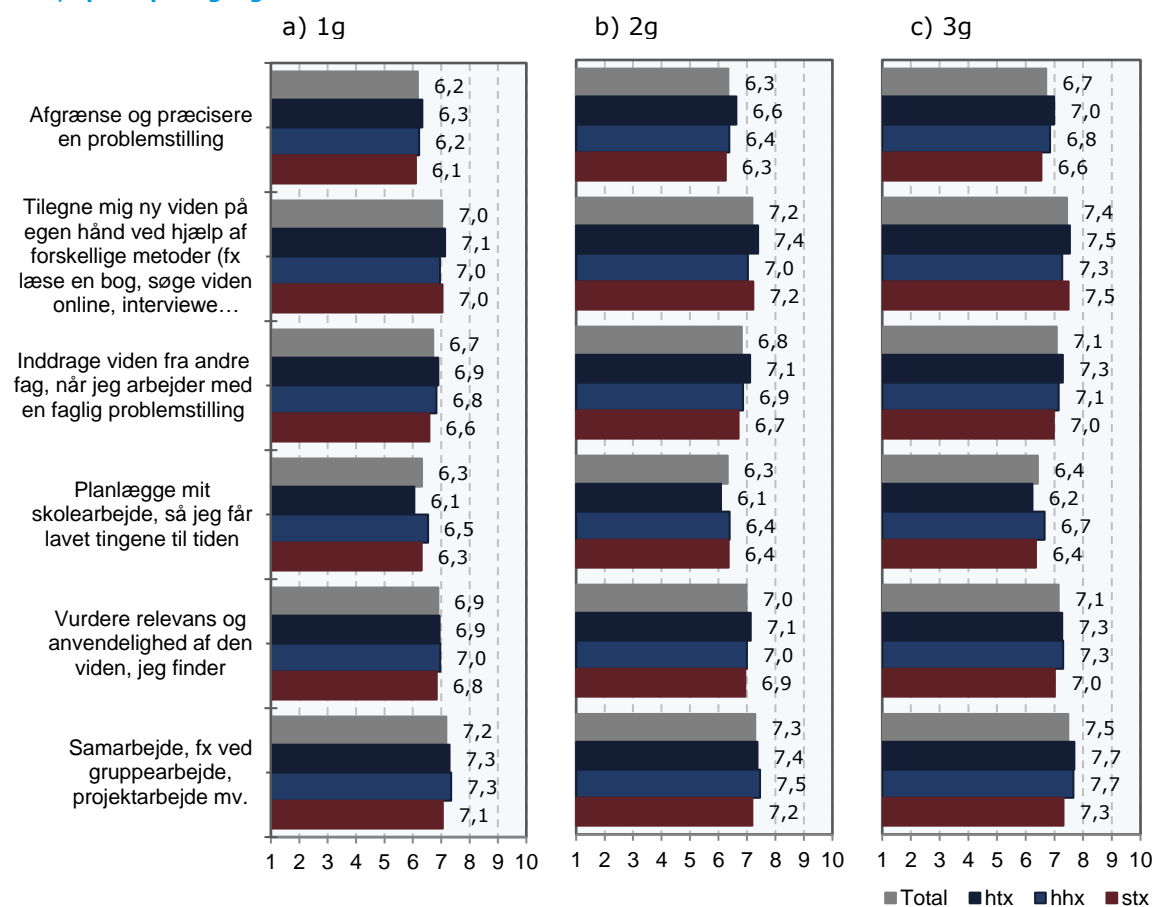 a) 1g
b) 2g
c) 3g
Afgrænse og præcisere
en problemstilling
6,2
6,3
6,2
6,1
6,3
6,6
6,4
6,3
6,7
7,0
6,8
6,6
Tilegne mig ny viden på
egen hånd ved hjælp af
forskellige metoder (fx
læse en bog, søge viden
online, interviewe…
7,0
7,1
7,0
7,0
7,2
7,4
7,0
7,2
7,4
7,5
7,3
7,5
Inddrage viden fra andre
fag, når jeg arbejder med
en faglig problemstilling
6,7
6,9
6,8
6,6
6,8
7,1
6,9
6,7
7,1
7,3
7,1
7,0
Planlægge mit
skolearbejde, så jeg får
lavet tingene til tiden
6,3
6,1
6,5
6,3
6,3
6,1
6,4
6,4
6,4
6,2
6,7
6,4
Vurdere relevans og
anvendelighed af den
viden, jeg finder
6,9
6,9
7,0
6,8
7,0
7,1
7,0
6,9
7,1
7,3
7,3
7,0
Samarbejde, fx ved
gruppearbejde,
projektarbejde mv.
7,2
7,3
7,3
7,1
7,3
7,4
7,5
7,2
7,5
7,7
7,7
7,3
1 2 3 4 5 6 7 8 9 10
1 2 3 4 5 6 7 8 9 10
1 2 3 4 5 6 7 8 9 10
Total htx hhx stx